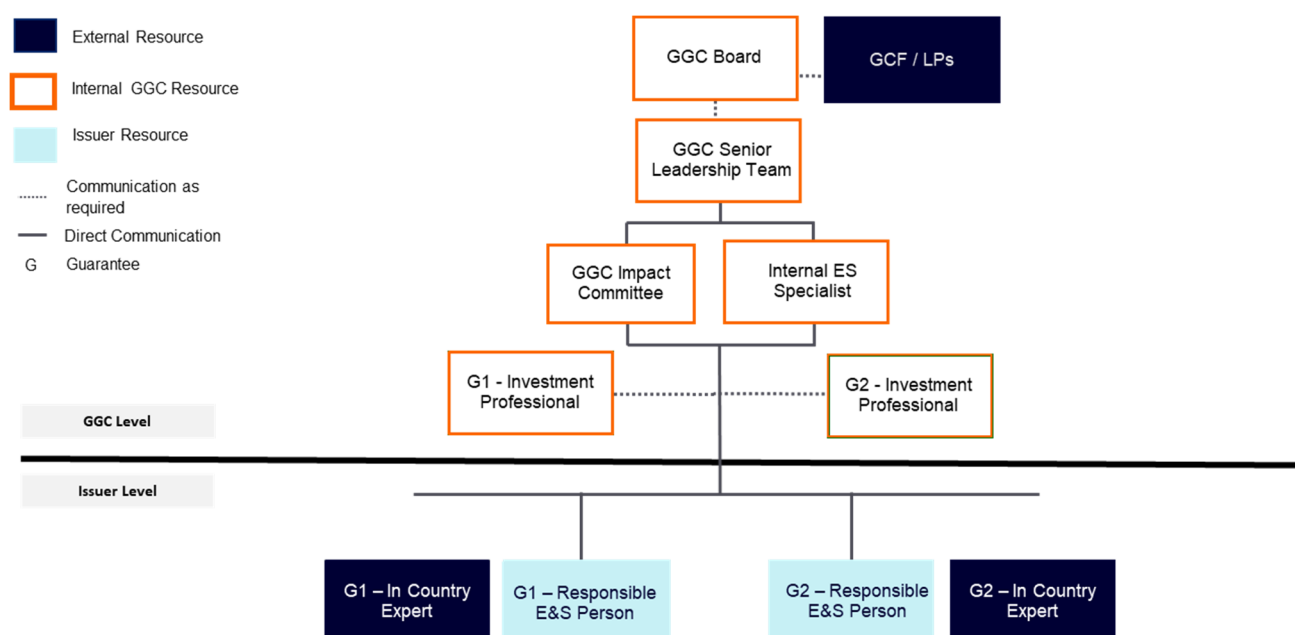 External Resource
Internal GGC Resource
Issuer Resource
Communication as
required
Direct Communication
G Guarantee
GGC Board
GCF / LPs
GGC Senior
Leadership Team
GGC Impact
Committee
Internal ES
Specialist
G1 - Investment
Professional
G2 - Investment
Professional
GGC Level
Issuer Level
G1 – In Country
Expert
G1 – Responsible
E&S Person
G2 – Responsible
E&S Person
G2 – In Country
Expert